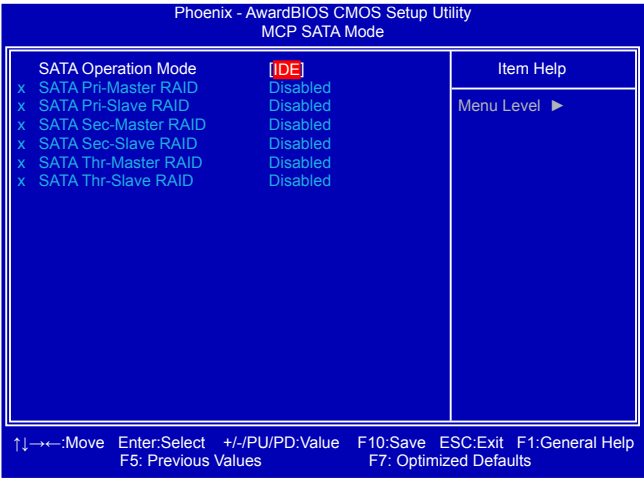 Phoenix - AwardBIOS CMOS Setup Utility
MCP SATA Mode
SATA Operation Mode [IDE]
x SATA Pri-Master RAID Disabled
x SATA Pri-Slave RAID Disabled
x SATA Sec-Master RAID Disabled
x SATA Sec-Slave RAID Disabled
x SATA Thr-Master RAID Disabled
x SATA Thr-Slave RAID Disabled
Item Help
Menu Level ►
↑↓→←:Move Enter:Select +/-/PU/PD:Value F10:Save ESC:Exit F1:General Help
F5: Previous Values F7: Optimized Defaults